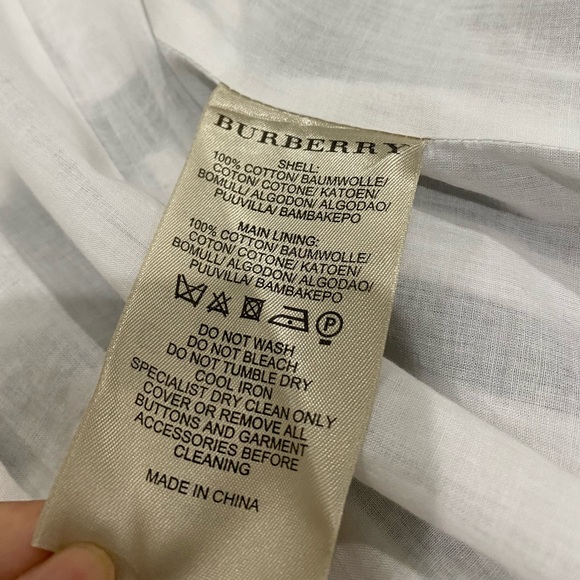 BURBERRY
SHELL:
100% COTTON/BAUMWOLLE/
COTON/COTONE/KATOEN/
BOMULL/ALGODON/ALGODAO/
PUUVILLA/BAMBAKEPO
MAIN LINING:
100% COTTON/BAUMWOLLE/
COTON/COTONE/KATOEN/
BOMULL/ALGODON/ALGODAO/
PUUVILLA/BAMBAKEPO
P
DO NOT WASH
DO NOT BLEACH
DO NOT TUMBLE DRY
COOL IRON
SPECIALIST DRY CLEAN ONLY
COVER OR REMOVE ALL
BUTTONS AND GARMENT
ACCESSORIES BEFORE
CLEANING
MADE IN CHINA